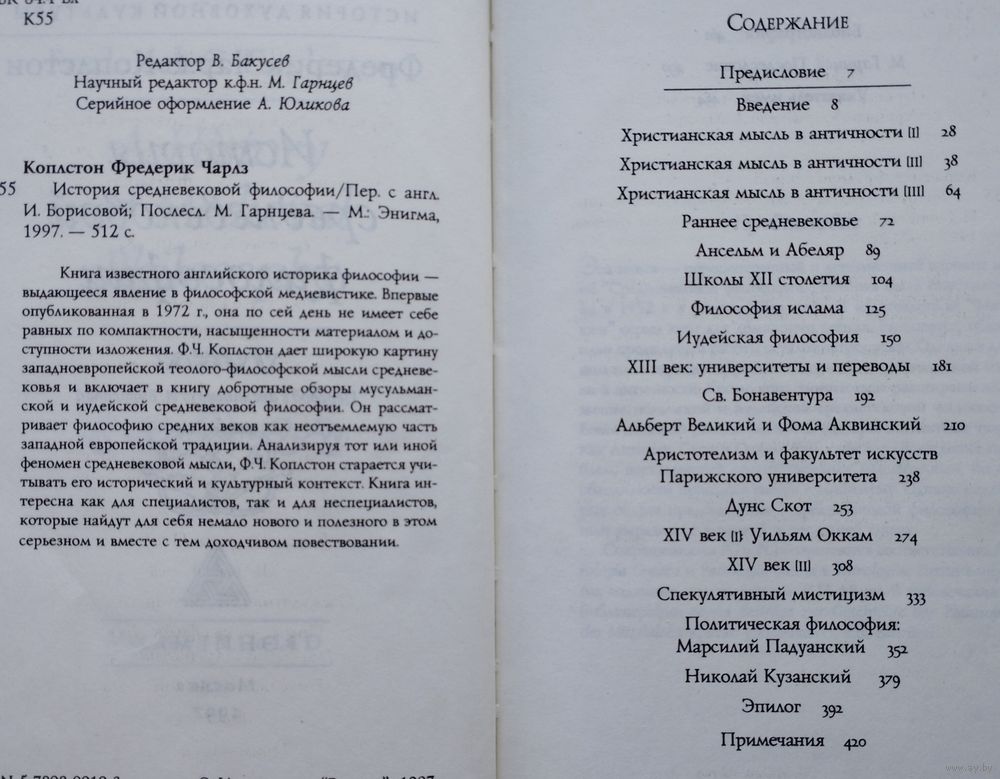 К55
Редактор В. Бакусев
Научный редактор к.ф.н. М. Гарнцев
Серийное оформление А. Юликова
Коплстон Фредерик Чарлз
55 История средневековой философии/Пер. с англ.
И. Борисовой; Послесл. М. Гарнцева. — М.: Энигма,
1997. — 512 с.
Книга известного английского историка философии —
выдающееся явление в философской медиевистике. Впервые
опубликованная в 1972 г., она по сей день не имеет себе
равных по компактности, насыщенности материалом и до-
ступности изложения. Ф.Ч. Коплстон дает широкую картину
западноевропейской теолого-философской мысли средневе-
ковья и включает в книгу добротные обзоры мусульман-
ской и иудейской средневековой философии. Он рассмат-
ривает философию средних веков как неотъемлемую часть
западной европейской традиции. Анализируя тот или иной
феномен средневековой мысли, Ф.Ч. Коплстон старается учи-
тывать его исторический и культурный контекст. Книга ин-
тересна как для специалистов, так и для неспециалистов,
которые найдут для себя немало нового и полезного в этом
серьезном и вместе с тем доходчивом повествовании.
Содержание
Предисловие 7
Введение 8
Христианская мысль в античности (I) 28
Христианская мысль в античности (II) 38
Христианская мысль в античности (III) 64
Раннее средневековье 72
Ансельм и Абеляр 89
Школы XII столетия 104
Философия ислама 125
Иудейская философия 150
XIII век: университеты и переводы 181
Св. Бонавентура 192
Альберт Великий и Фома Аквинский 210
Аристотелизм и факультет искусств
Парижского университета 238
Дунс Скот 253
XIV век (I): Уильям Оккам 274
XIV век (II) 308
Спекулятивный мистицизм 333
Политическая философия:
Марсилий Падуанский 352
Николай Кузанский 379
Эпилог 392
Примечания 420
www.ay.by